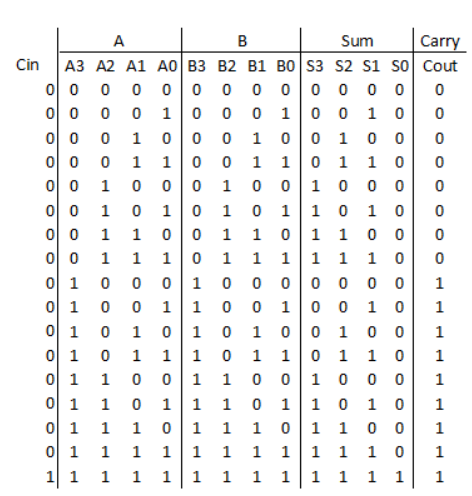 A B Sum Carry
Cin A3 A2 A1 A0 B3 B2 B1 B0 S3 S2 S1 S0 Cout
0 0 0 0 0 0 0 0 0 0 0 0 0 0
0 0 0 0 1 0 0 0 1 0 0 1 0 0
0 0 0 1 0 0 0 1 0 0 1 0 0 0
0 0 0 1 1 0 0 1 1 0 1 1 0 0
0 0 1 0 0 0 1 0 0 1 0 0 0 0
0 0 1 0 1 0 1 0 1 1 0 1 0 0
0 0 1 1 0 0 1 1 0 1 1 0 0 0
0 0 1 1 1 0 1 1 1 1 1 1 0 0
0 1 0 0 0 1 0 0 0 0 0 0 0 1
0 1 0 0 1 1 0 0 1 0 0 1 0 1
0 1 0 1 0 1 0 1 0 0 1 0 0 1
0 1 0 1 1 1 0 1 1 0 1 1 0 1
0 1 1 0 0 1 1 0 0 1 0 0 0 1
0 1 1 0 1 1 1 0 1 1 0 1 0 1
0 1 1 1 0 1 1 1 0 1 1 0 0 1
0 1 1 1 1 1 1 1 1 1 1 1 0 1
1 1 1 1 1 1 1 1 1 1 1 1 1 1